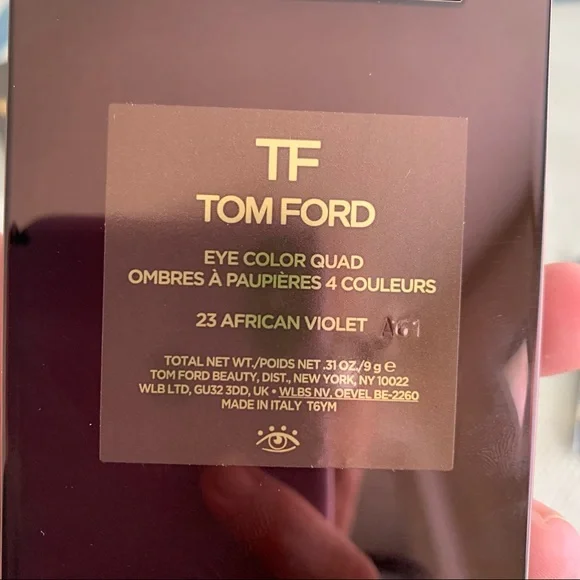 TF
TOM FORD
EYE COLOR QUAD
OMBRES À PAUPIÈRES 4 COULEURS
23 AFRICAN VIOLET A61
TOTAL NET WT./POIDS NET .31 OZ./9 g ℮
TOM FORD BEAUTY, DIST., NEW YORK, NY 10022
WLB LTD, GU32 3DD, UK • WLBS NV, OEVEL BE-2260
MADE IN ITALY T6YM